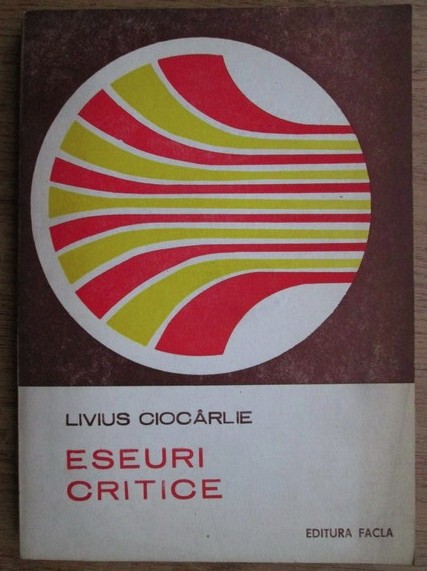 LIVIUS CIOCÂRLIE
ESEURI
CRITICE
EDITURA FACLA